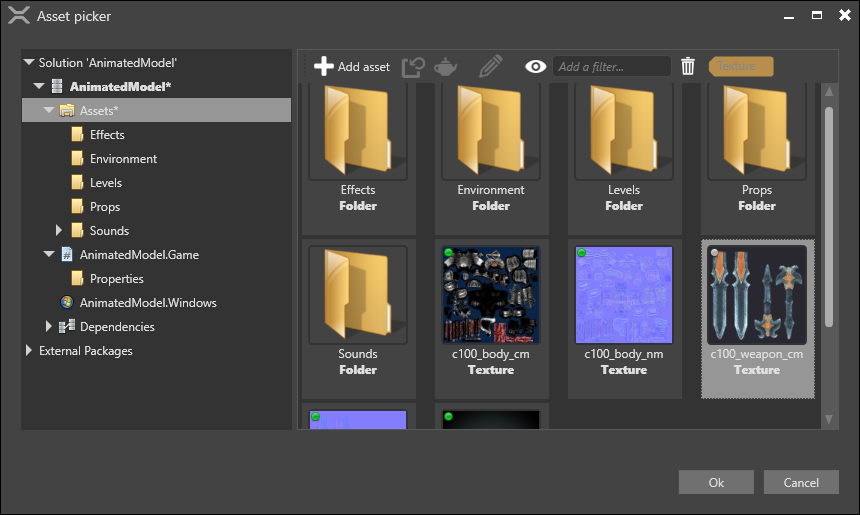 Asset picker
Solution 'AnimatedModel'
AnimatedModel*
Assets*
Effects
Environment
Levels
Props
Sounds
AnimatedModel.Game
Properties
AnimatedModel.Windows
Dependencies
External Packages
Add asset
Add a filter...
Texture
Effects
Folder
Environment
Folder
Levels
Folder
Props
Folder
Sounds
Folder
c100_body_cm
Texture
c100_body_nm
Texture
c100_weapon_cm
Texture
Ok
Cancel